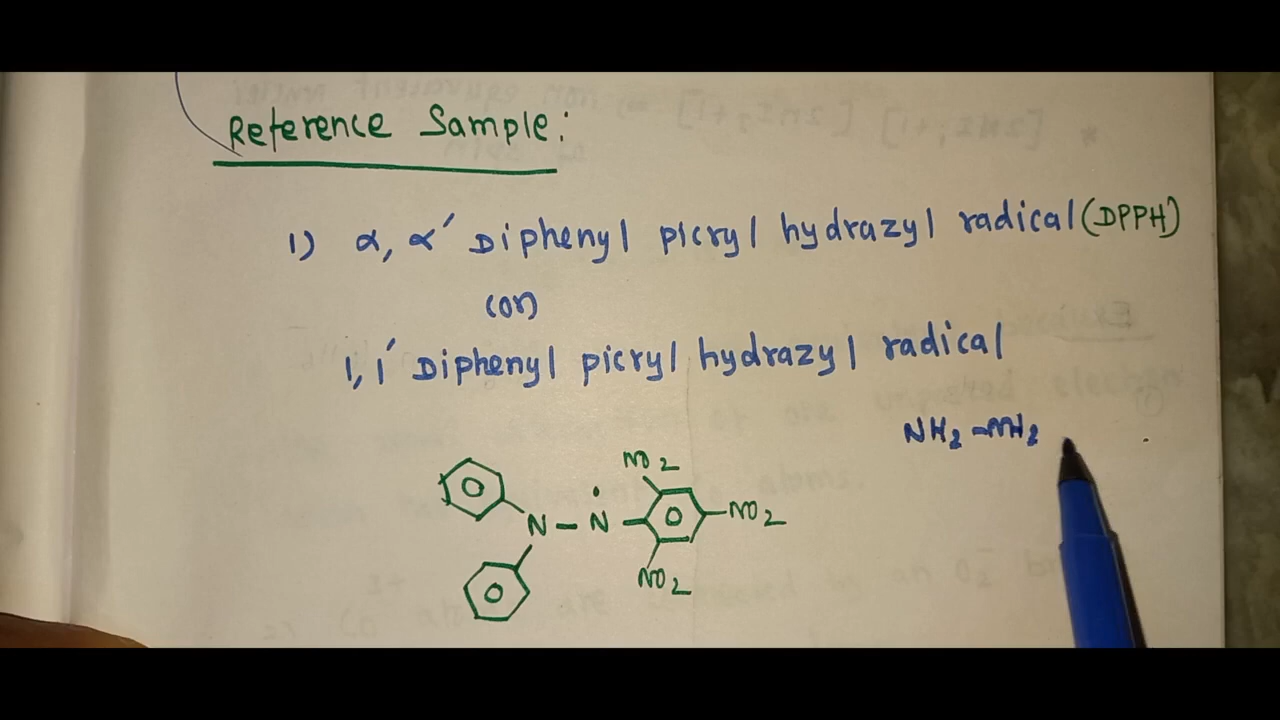 Reference Sample:
1) α, α′ Diphenyl picryl hydrazyl radical (DPPH)
(or)
1, 1′ Diphenyl picryl hydrazyl radical
NH₂-NH₂
NO₂
N – N• NO₂
NO₂